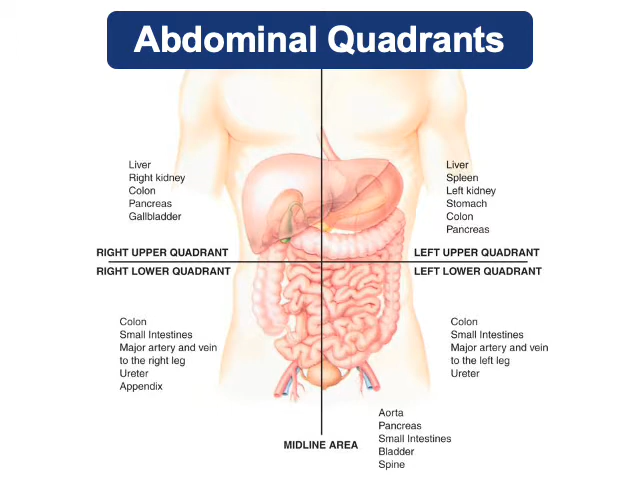 Abdominal Quadrants
Liver
Right kidney
Colon
Pancreas
Gallbladder
Liver
Spleen
Left kidney
Stomach
Colon
Pancreas
RIGHT UPPER QUADRANT
LEFT UPPER QUADRANT
RIGHT LOWER QUADRANT
LEFT LOWER QUADRANT
Colon
Small Intestines
Major artery and vein
to the right leg
Ureter
Appendix
Colon
Small Intestines
Major artery and vein
to the left leg
Ureter
MIDLINE AREA
Aorta
Pancreas
Small Intestines
Bladder
Spine